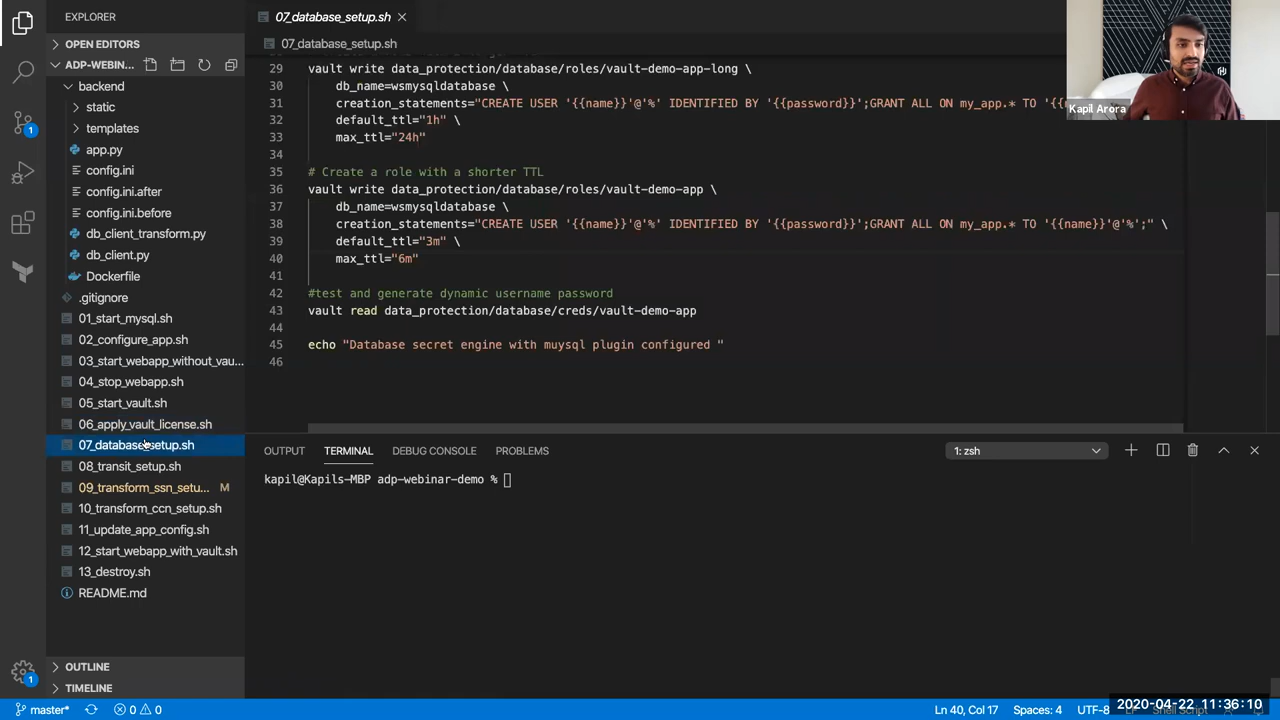 EXPLORER
07_database_setup.sh
OPEN EDITORS
07_database_setup.sh
ADP-WEBIN...
backend
static
templates
app.py
config.ini
config.ini.after
config.ini.before
db_client_transform.py
db_client.py
Dockerfile
.gitignore
01_start_mysql.sh
02_configure_app.sh
03_start_webapp_without_vau...
04_stop_webapp.sh
05_start_vault.sh
06_apply_vault_license.sh
07_database_setup.sh
08_transit_setup.sh
09_transform_ssn_setu... M
10_transform_ccn_setup.sh
11_update_app_config.sh
12_start_webapp_with_vault.sh
13_destroy.sh
README.md
OUTLINE
TIMELINE
29 vault write data_protection/database/roles/vault-demo-app-long \
30 db_name=wsmysqldatabase \
31 creation_statements="CREATE USER '{{name}}'@'%' IDENTIFIED BY '{{password}}';GRANT ALL ON my_app.* TO '{{
32 default_ttl="1h" \
33 max_ttl="24h"
34
35 # Create a role with a shorter TTL
36 vault write data_protection/database/roles/vault-demo-app \
37 db_name=wsmysqldatabase \
38 creation_statements="CREATE USER '{{name}}'@'%' IDENTIFIED BY '{{password}}';GRANT ALL ON my_app.* TO '{{name}}'@'%';" \
39 default_ttl="3m" \
40 max_ttl="6m"
41
42 #test and generate dynamic username password
43 vault read data_protection/database/creds/vault-demo-app
44
45 echo "Database secret engine with muysql plugin configured "
46
Kapil Arora
OUTPUT TERMINAL DEBUG CONSOLE PROBLEMS
1: zsh
kapil@Kapils-MBP adp-webinar-demo %
1
1
master* 0 0
Ln 40, Col 17 Spaces: 4 UTF-8 Shell Script
2020-04-22 11:36:10